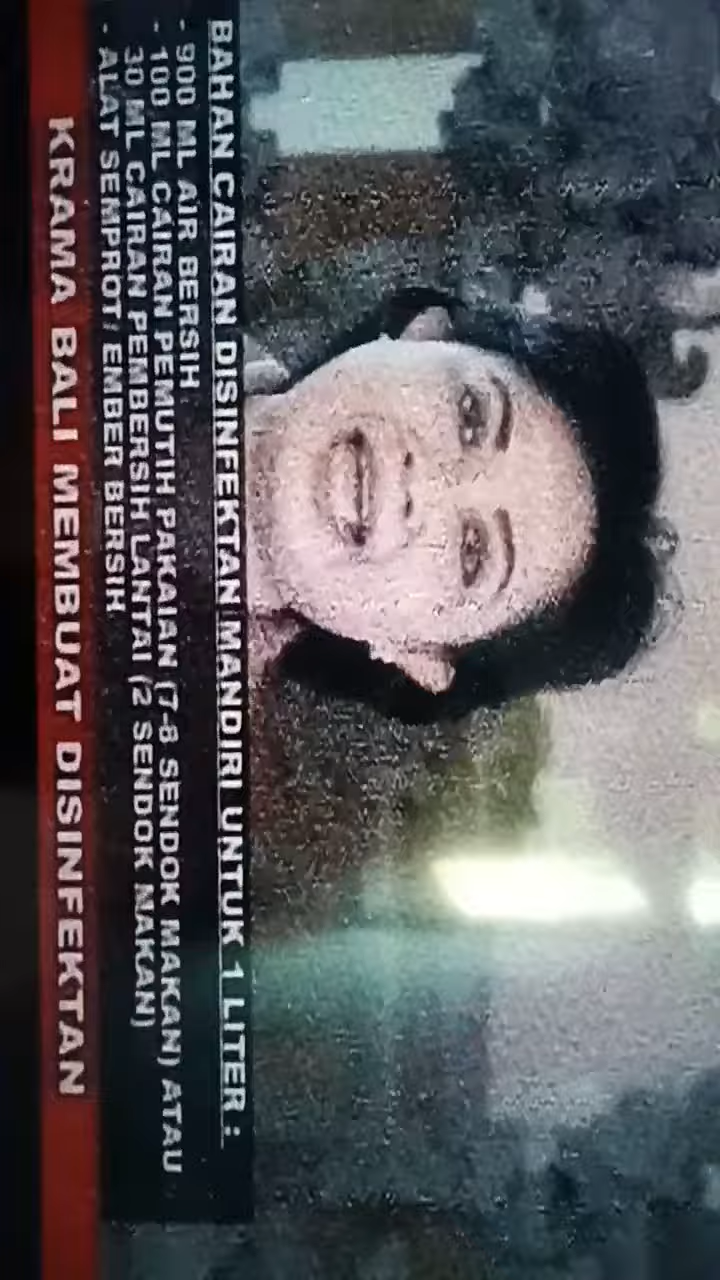 BAHAN CAIRAN DISINFEKTAN MANDIRI UNTUK 1 LITER :
- 900 ML AIR BERSIH
- 100 ML CAIRAN PEMUTIH PAKAIAN (7-8 SENDOK MAKAN) ATAU
30 ML CAIRAN PEMBERSIH LANTAI (2 SENDOK MAKAN)
- ALAT SEMPROT/ EMBER BERSIH
KRAMA BALI MEMBUAT DISINFEKTAN